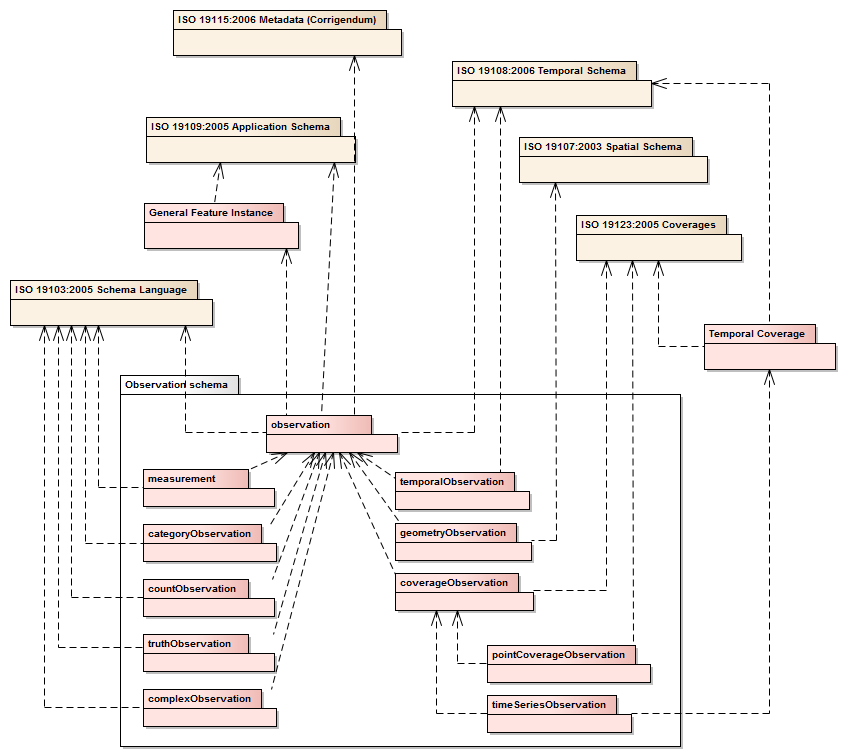 ISO 19115:2006 Metadata (Corrigendum)
ISO 19108:2006 Temporal Schema
ISO 19109:2005 Application Schema
ISO 19107:2003 Spatial Schema
General Feature Instance
ISO 19123:2005 Coverages
ISO 19103:2005 Schema Language
Temporal Coverage
Observation schema
observation
measurement
temporalObservation
categoryObservation
geometryObservation
countObservation
coverageObservation
truthObservation
pointCoverageObservation
complexObservation
timeSeriesObservation